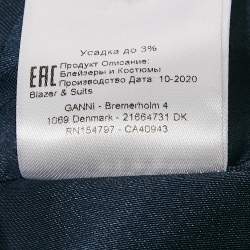 Усадка до 3%
EAC
Продукт Описание:
Блейзеры и Костюмы
Производство 10-2020
Blazer & Suits
GANNI - Bremerholm 4
1069 Denmark - 21664731 DK
RN154797 - CA40943